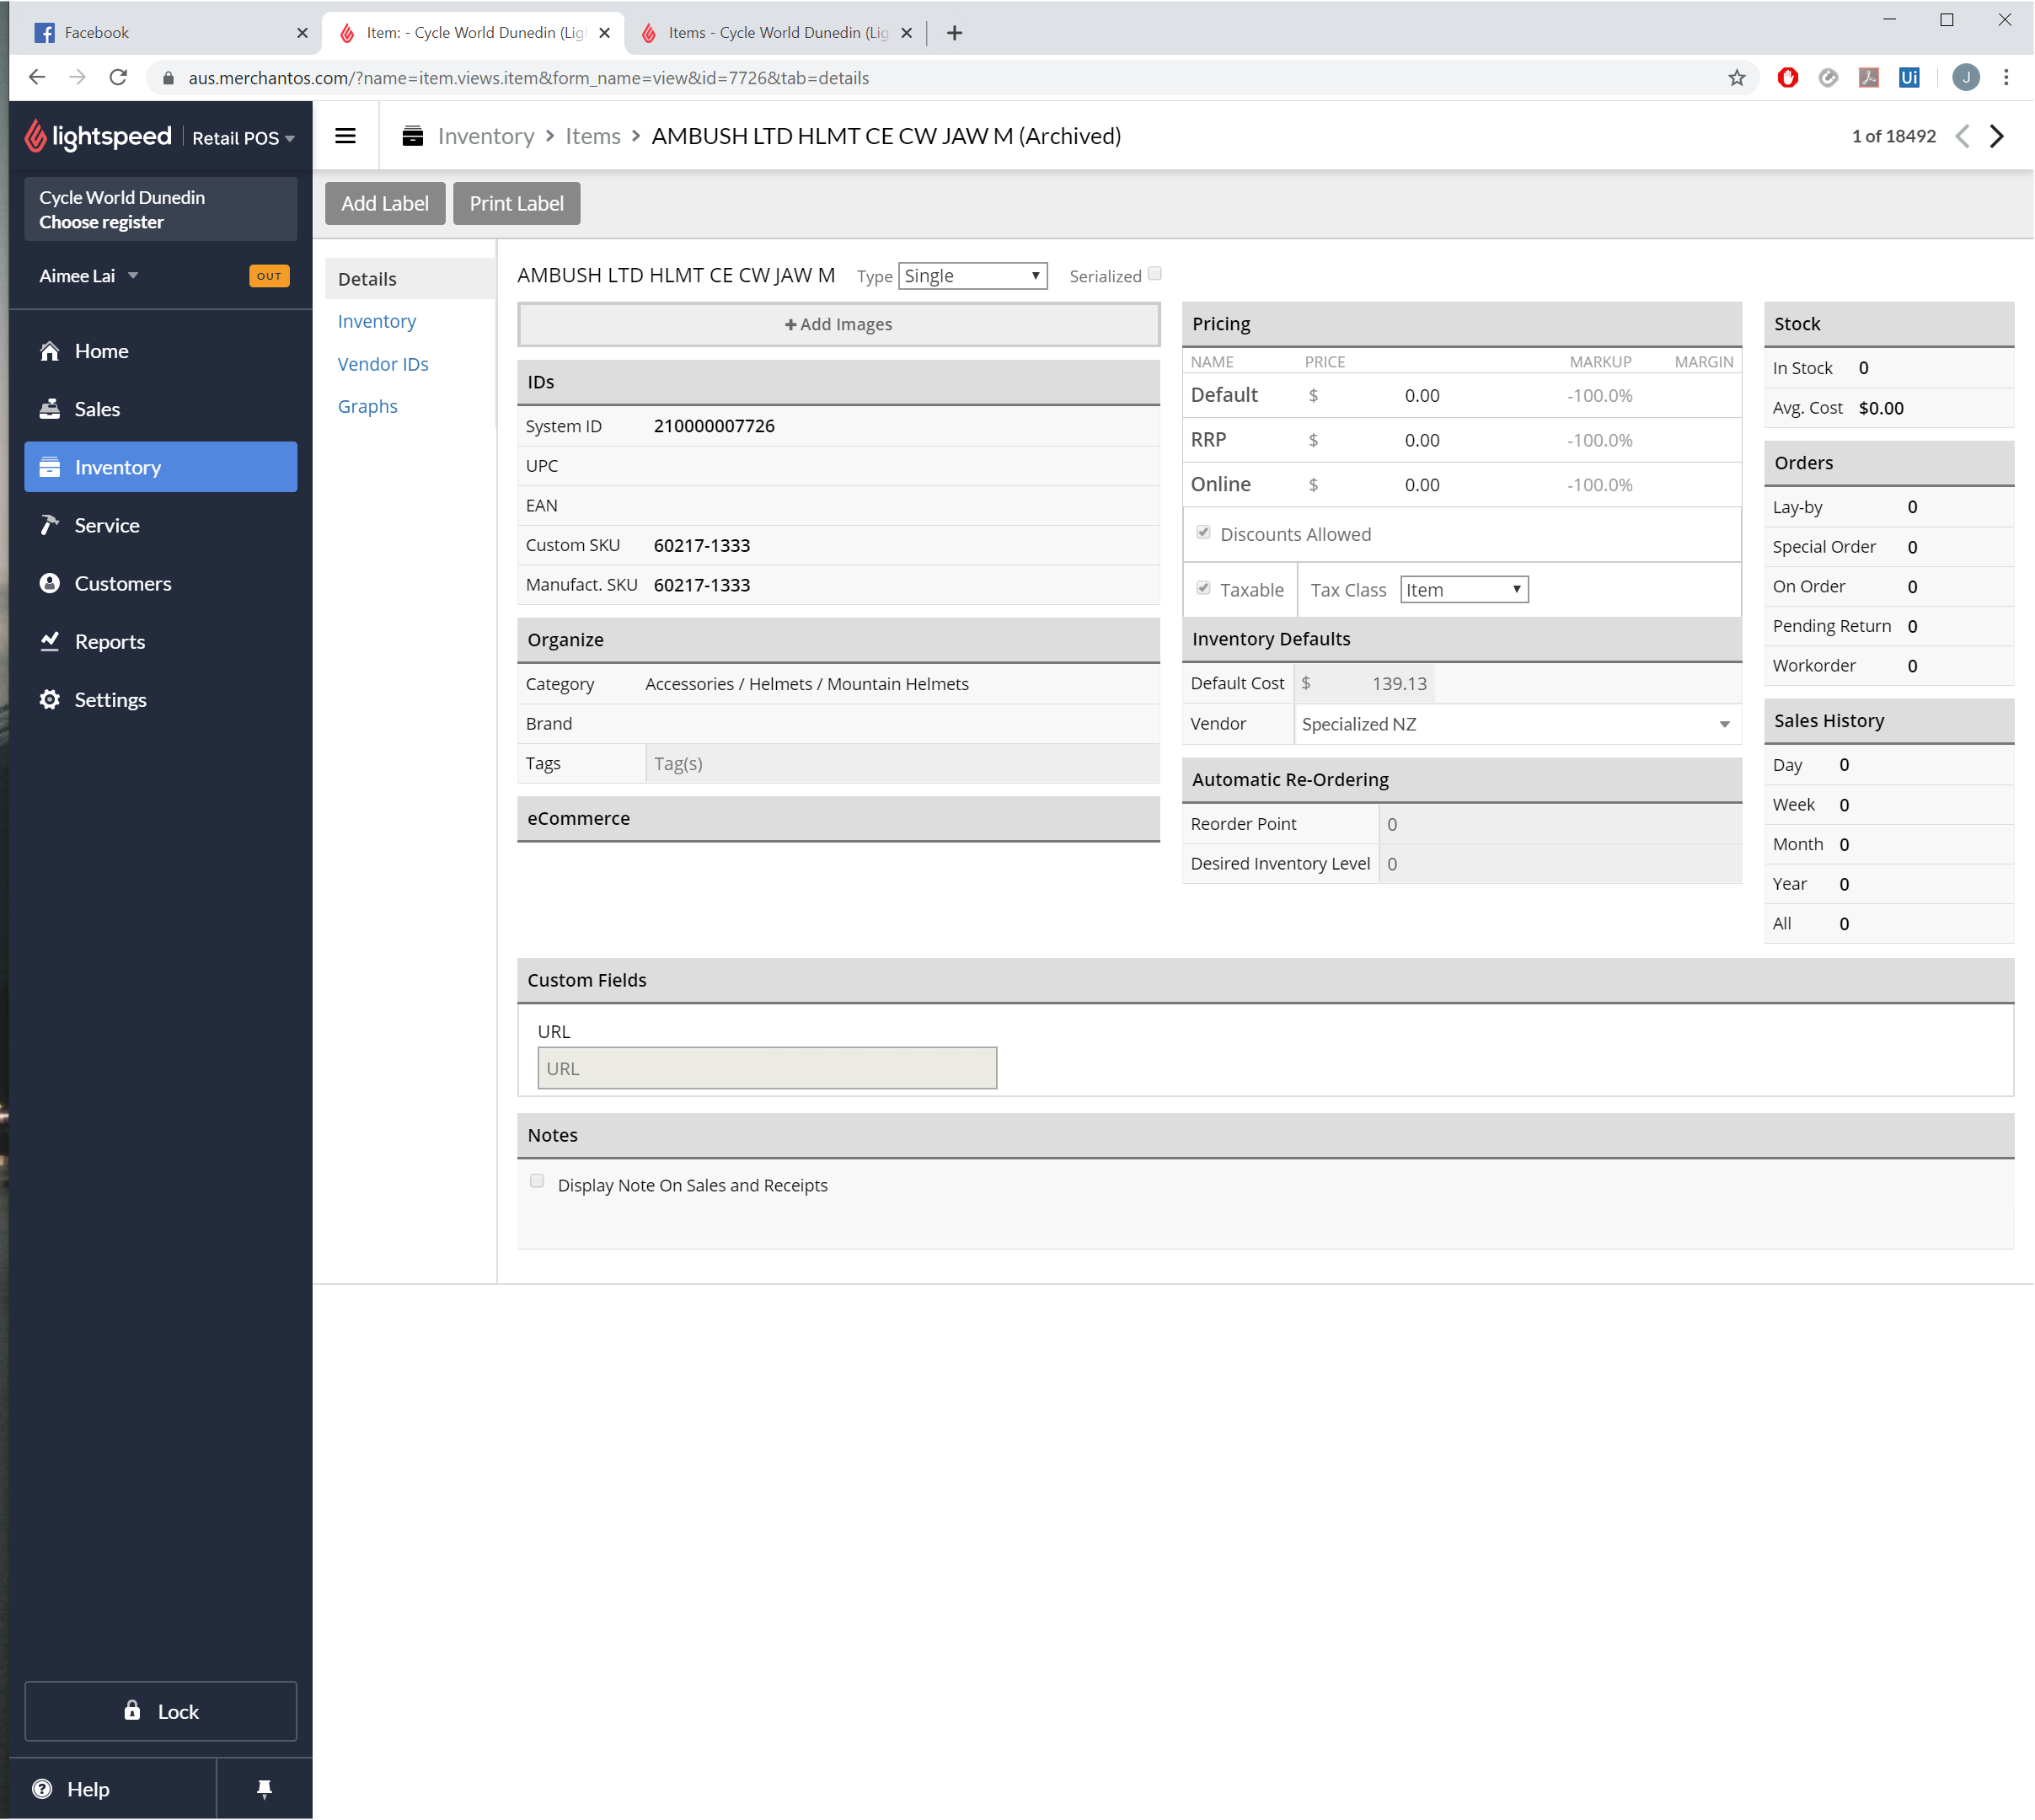 Facebook
Item: - Cycle World Dunedin (Lig
Items - Cycle World Dunedin (Lig
aus.merchantos.com/?name=item.views.item&form_name=view&id=7726&tab=details
Ui
J
lightspeed Retail POS
Inventory > Items > AMBUSH LTD HLMT CE CW JAW M (Archived)
1 of 18492
Cycle World Dunedin
Choose register
Aimee Lai
OUT
Home
Sales
Inventory
Service
Customers
Reports
Settings
Lock
Help
Add Label
Print Label
Details
Inventory
Vendor IDs
Graphs
AMBUSH LTD HLMT CE CW JAW M Type Single Serialized
+ Add Images
IDs
System ID 210000007726
UPC
EAN
Custom SKU 60217-1333
Manufact. SKU 60217-1333
Organize
Category Accessories / Helmets / Mountain Helmets
Brand
Tags Tag(s)
eCommerce
Pricing
NAME PRICE MARKUP MARGIN
Default $ 0.00 -100.0%
RRP $ 0.00 -100.0%
Online $ 0.00 -100.0%
Discounts Allowed
Taxable Tax Class Item
Inventory Defaults
Default Cost $ 139.13
Vendor Specialized NZ
Automatic Re-Ordering
Reorder Point 0
Desired Inventory Level 0
Stock
In Stock 0
Avg. Cost $0.00
Orders
Lay-by 0
Special Order 0
On Order 0
Pending Return 0
Workorder 0
Sales History
Day 0
Week 0
Month 0
Year 0
All 0
Custom Fields
URL
URL
Notes
Display Note On Sales and Receipts